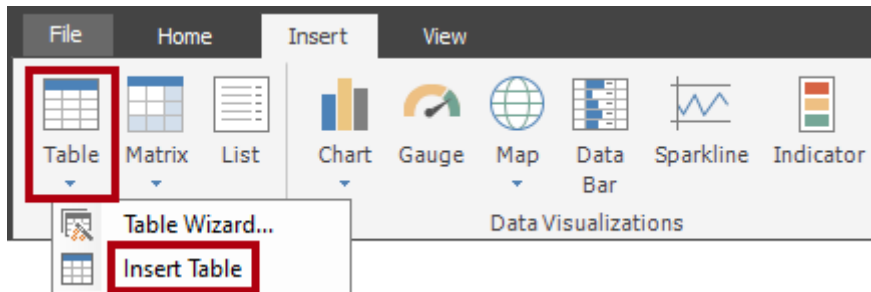 File Home Insert View
Table Matrix List Chart Gauge Map Data Bar Sparkline Indicator
Data Visualizations
Table Wizard...
Insert Table